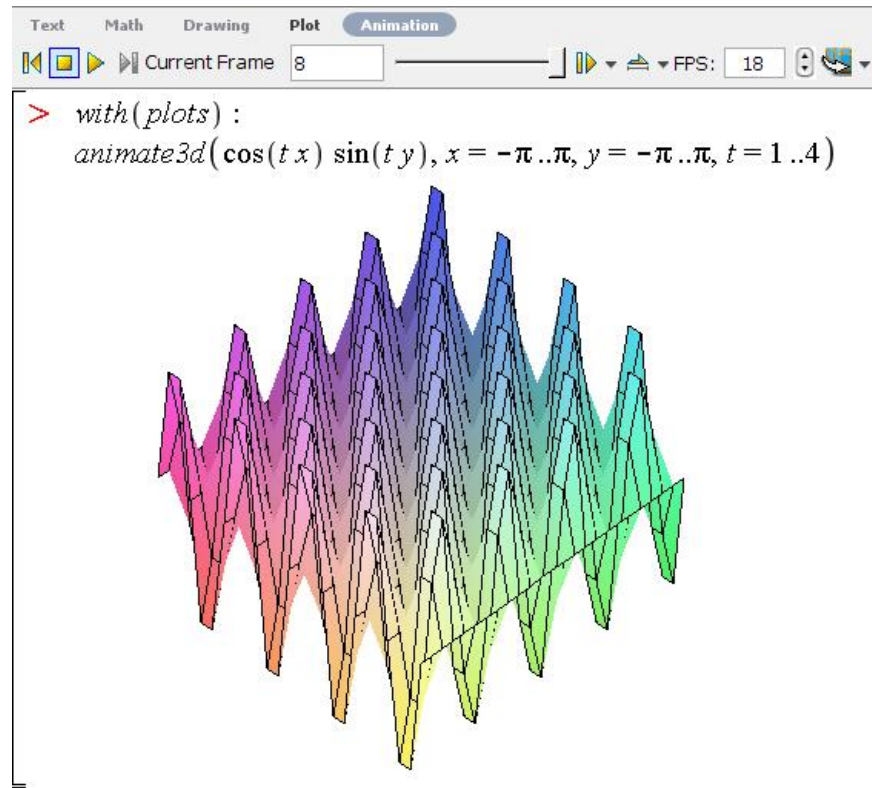 Text Math Drawing Plot Animation
Current Frame 8 FPS: 18
> with(plots) :
animate3d(cos(t x) sin(t y), x = −π ..π, y = −π ..π, t = 1 ..4)